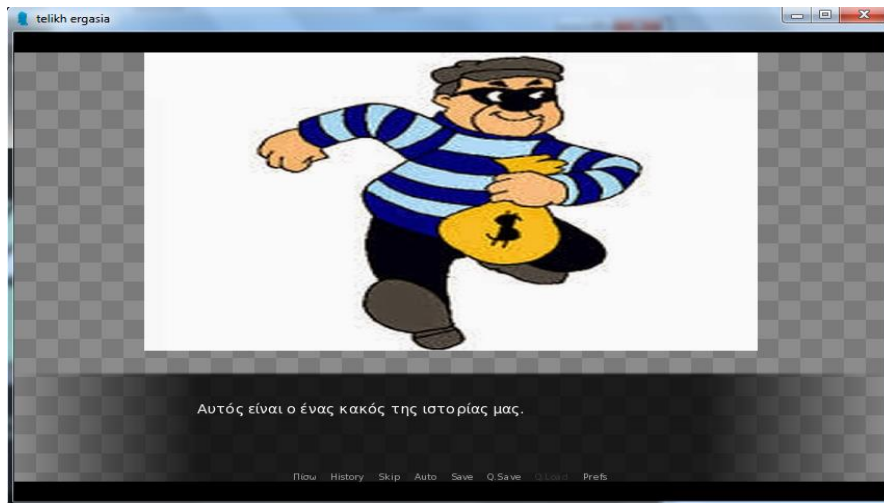 telikh ergasia
Αυτός είναι ο ένας κακός της ιστορίας μας.
Πίσω History Skip Auto Save Q.Save Q.Load Prefs